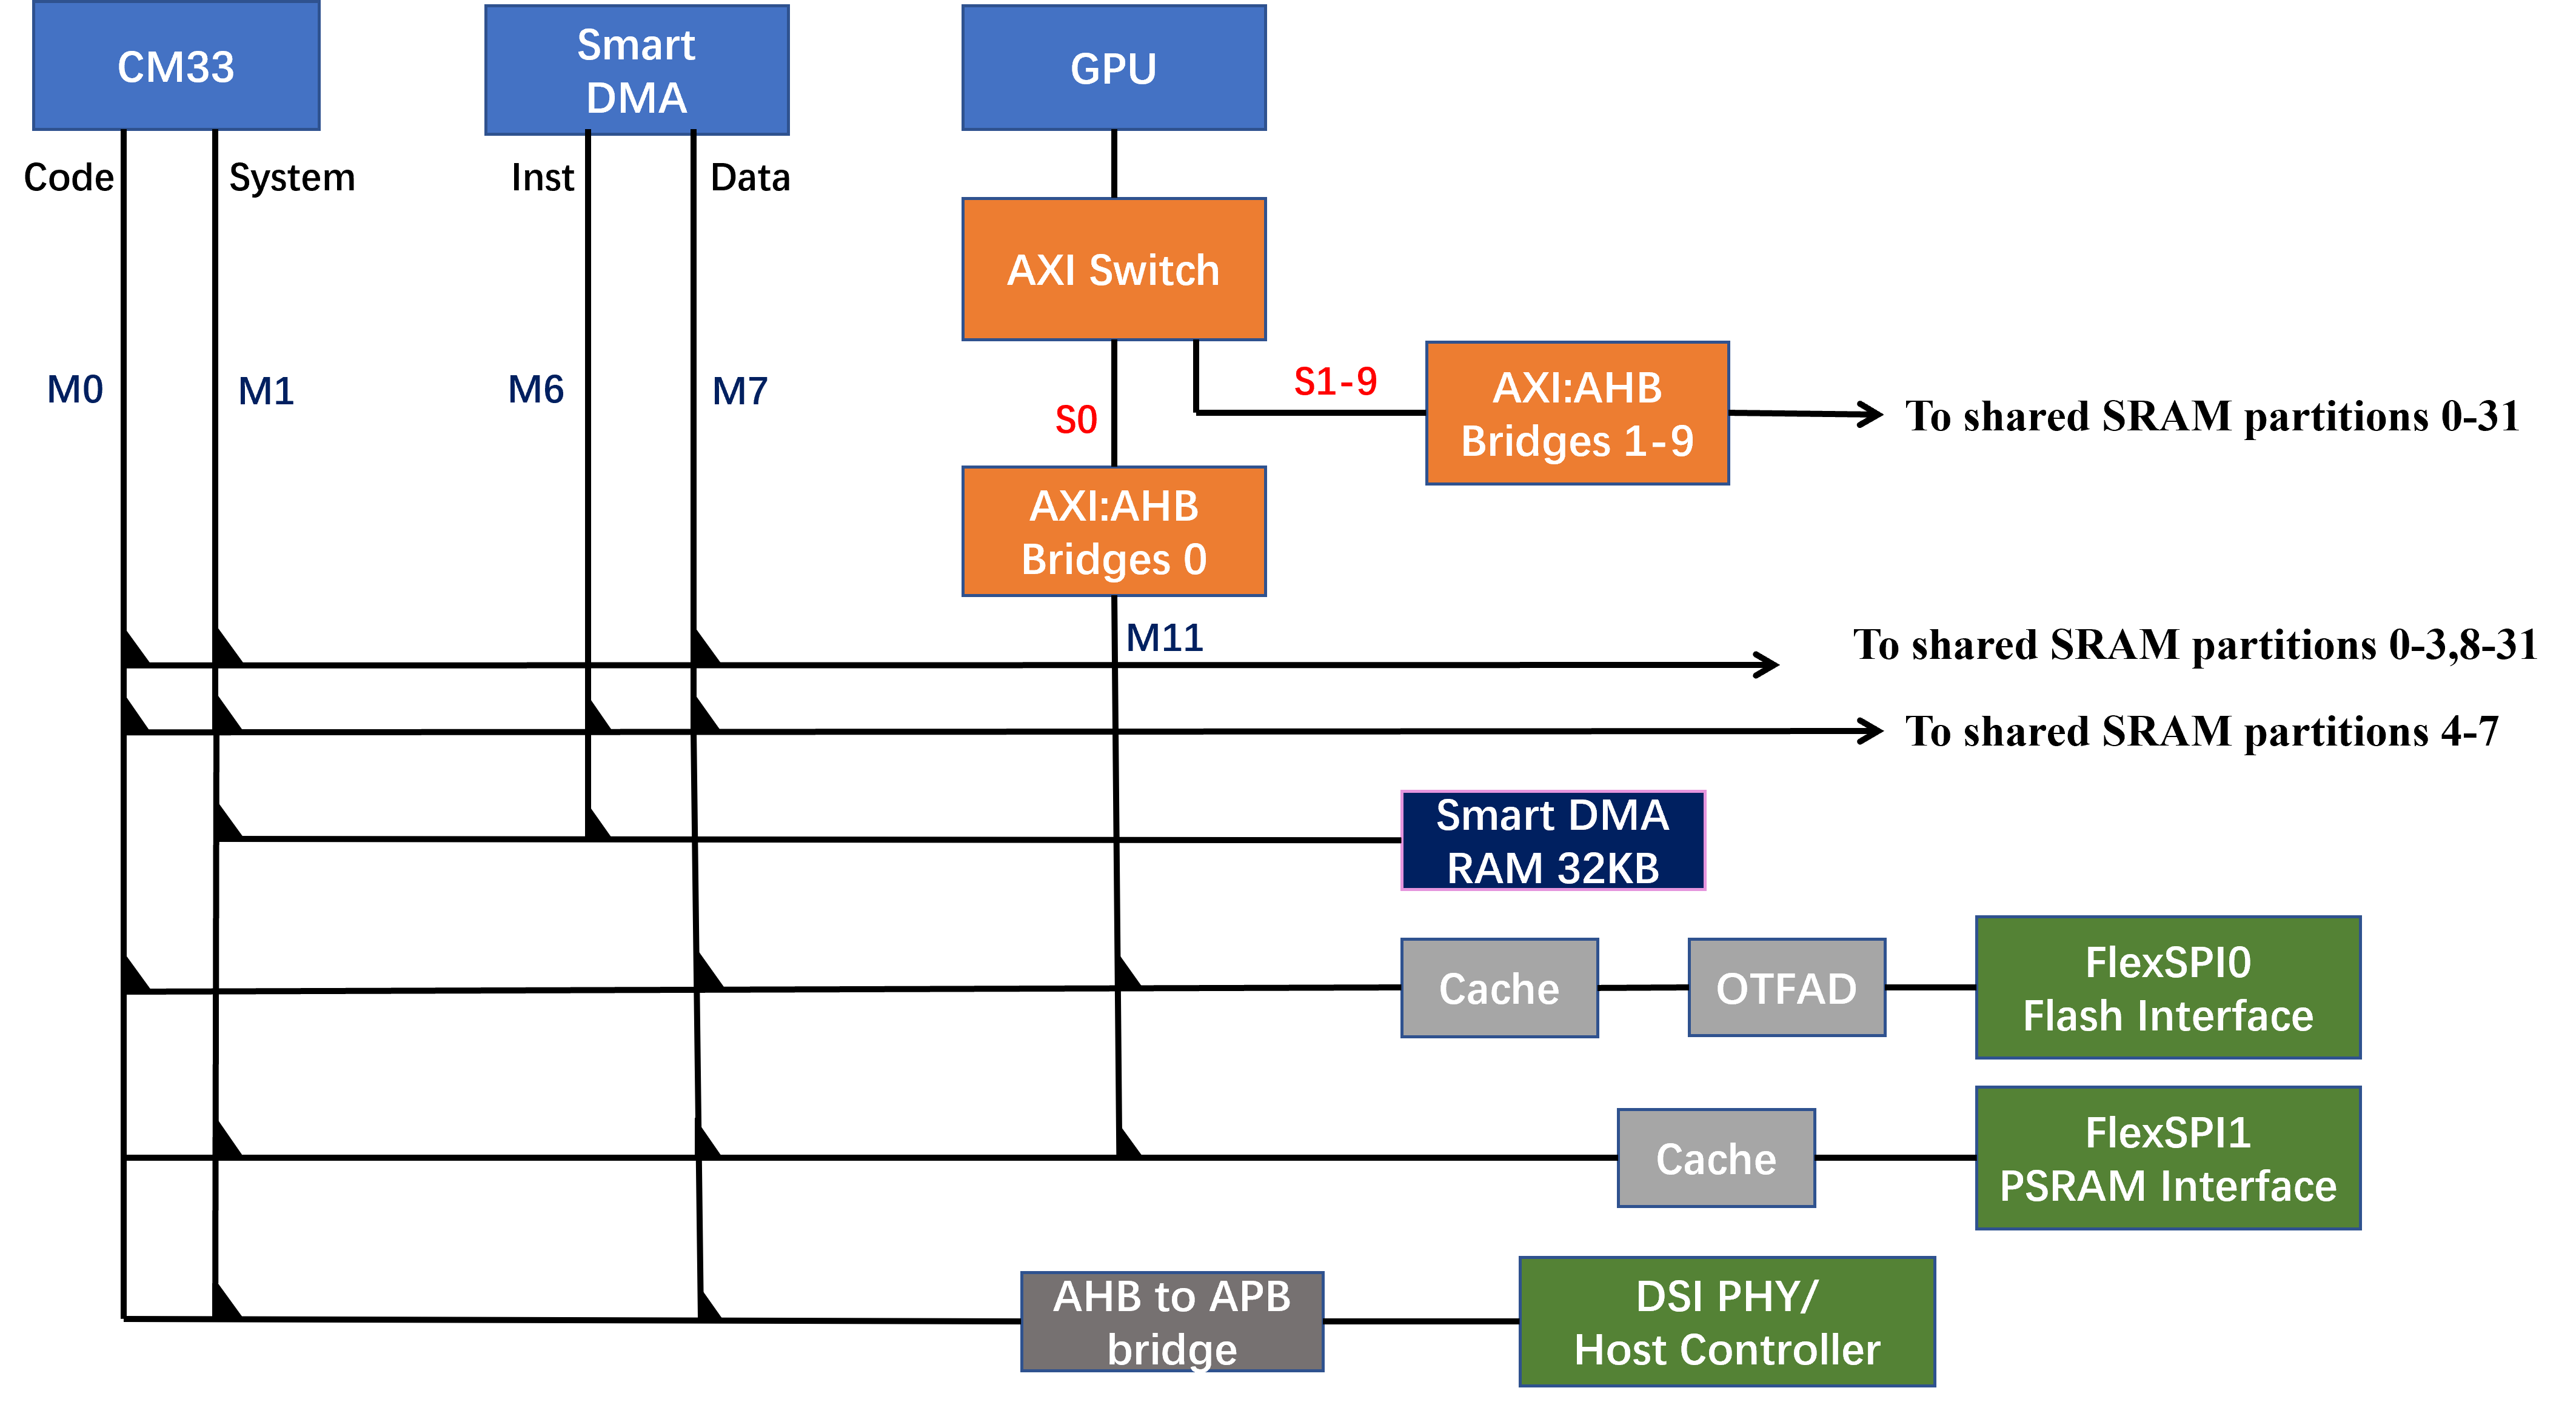 CM33
Smart
DMA
GPU
Code
System
Inst
Data
AXI Switch
M0
M1
M6
M7
S0
S1-9
AXI:AHB
Bridges 1-9
To shared SRAM partitions 0-31
AXI:AHB
Bridges 0
M11
To shared SRAM partitions 0-3,8-31
To shared SRAM partitions 4-7
Smart DMA
RAM 32KB
Cache
OTFAD
FlexSPI0
Flash Interface
Cache
FlexSPI1
PSRAM Interface
AHB to APB
bridge
DSI PHY/
Host Controller